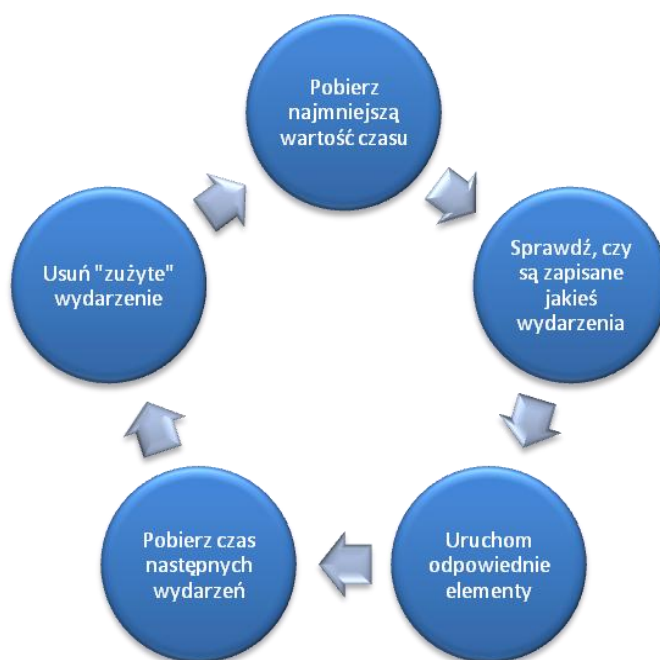 Pobierz
najmniejszą
wartość czasu
Sprawdź, czy
są zapisane
jakieś
wydarzenia
Uruchom
odpowiednie
elementy
Pobierz czas
następnych
wydarzeń
Usuń "zużyte"
wydarzenie